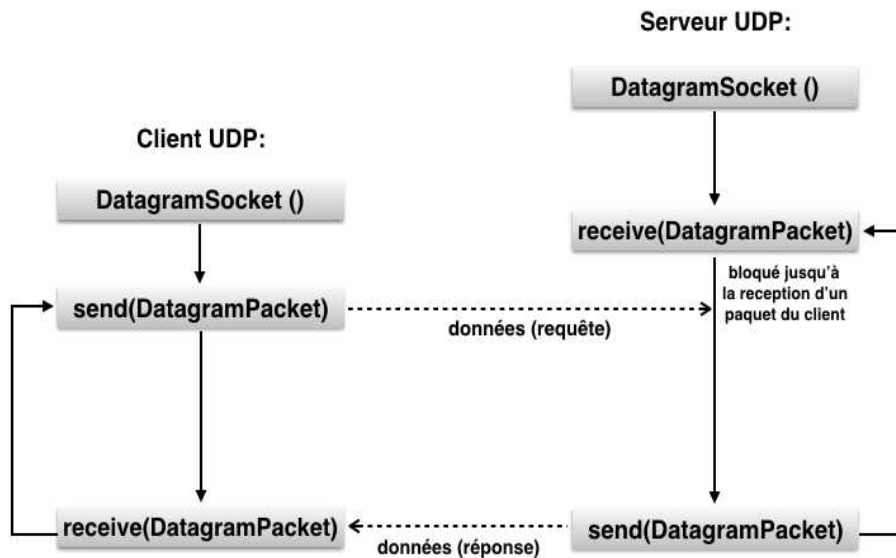 Serveur UDP:
DatagramSocket ()
Client UDP:
DatagramSocket ()
receive(DatagramPacket)
bloqué jusqu'à
la reception d'un
paquet du client
send(DatagramPacket)
données (requête)
receive(DatagramPacket)
données (réponse)
send(DatagramPacket)